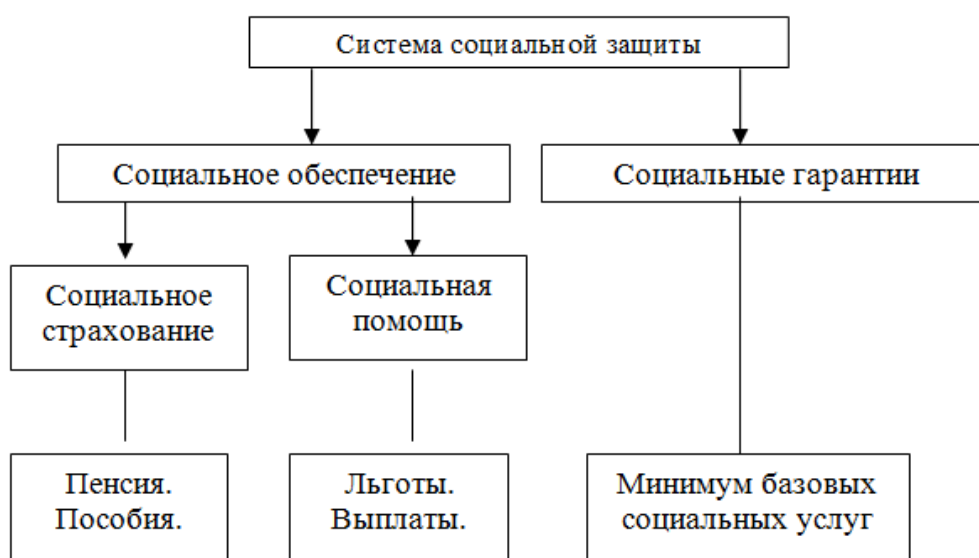 Система социальной защиты
Социальное обеспечение
Социальные гарантии
Социальное
страхование
Социальная
помощь
Пенсия.
Пособия.
Льготы.
Выплаты.
Минимум базовых
социальных услуг